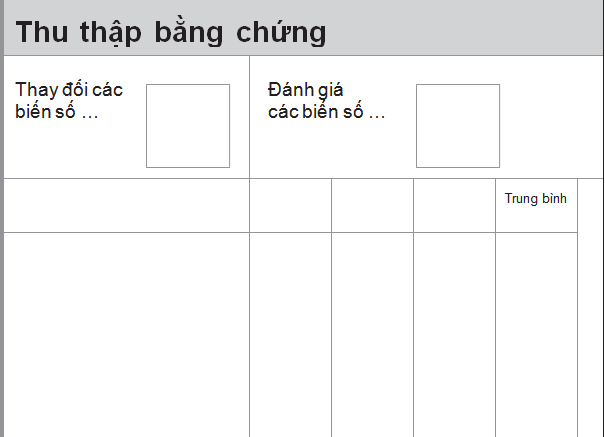 Thu thập bằng chứng
Thay đổi các
biến số …
Đánh giá
các biến số …
Trung bình